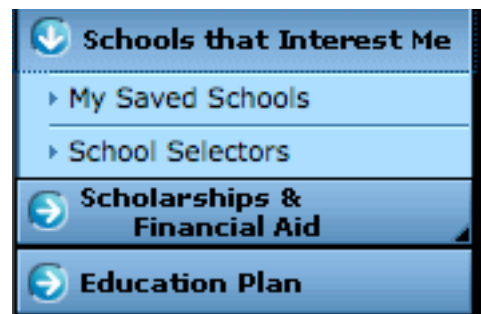 Schools that Interest Me
My Saved Schools
School Selectors
Scholarships &
Financial Aid
Education Plan